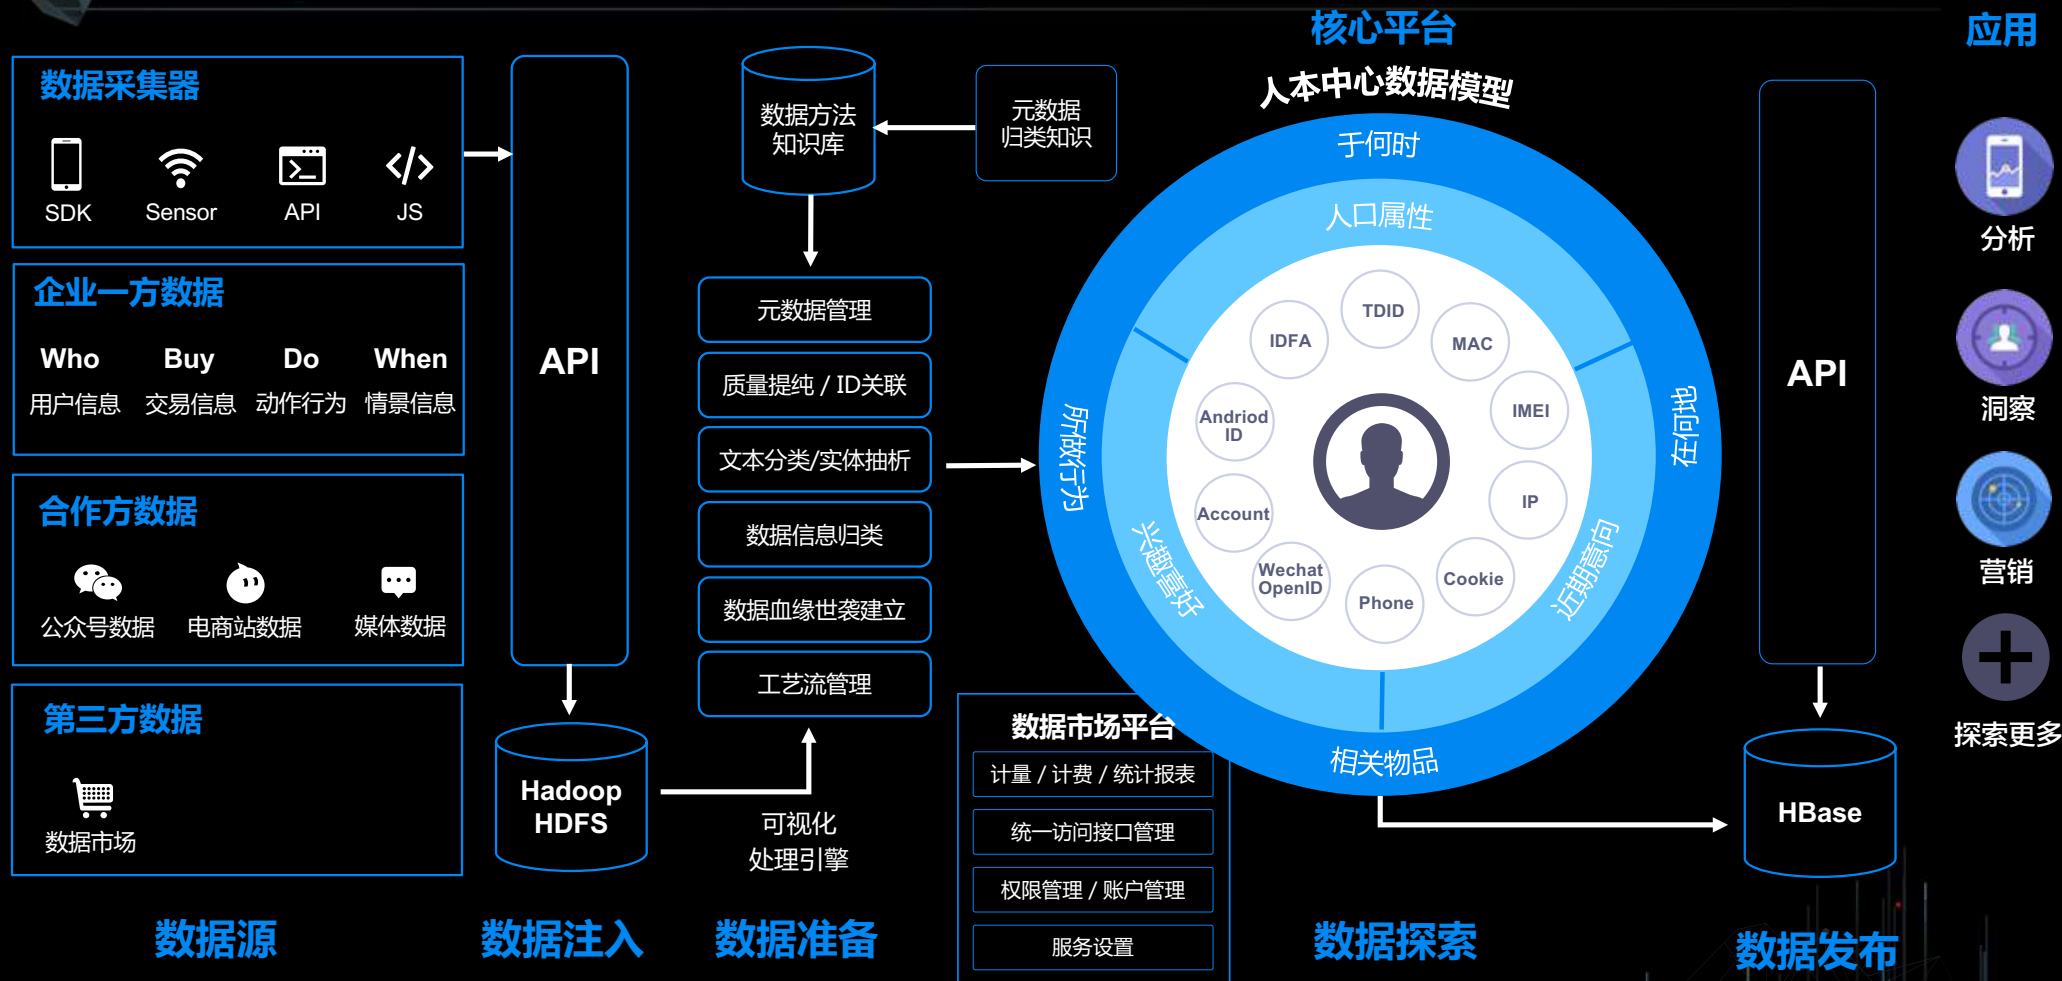 核心平台
应用
数据采集器
SDK
Sensor
API
JS
企业一方数据
Who
Buy
Do
When
用户信息
交易信息
动作行为
情景信息
合作方数据
公众号数据
电商站数据
媒体数据
第三方数据
数据市场
数据源
API
Hadoop
HDFS
数据注入
数据方法
知识库
元数据
归类知识
元数据管理
质量提纯 / ID关联
文本分类/实体抽析
数据信息归类
数据血缘世袭建立
工艺流管理
可视化
处理引擎
数据准备
人本中心数据模型
于何时
人口属性
在何地
所做行为
兴趣喜好
近期意向
相关物品
TDID
IDFA
MAC
Andriod
ID
IMEI
Account
IP
Wechat
OpenID
Phone
Cookie
数据市场平台
计量 / 计费 / 统计报表
统一访问接口管理
权限管理 / 账户管理
服务设置
数据探索
API
HBase
数据发布
分析
洞察
营销
探索更多